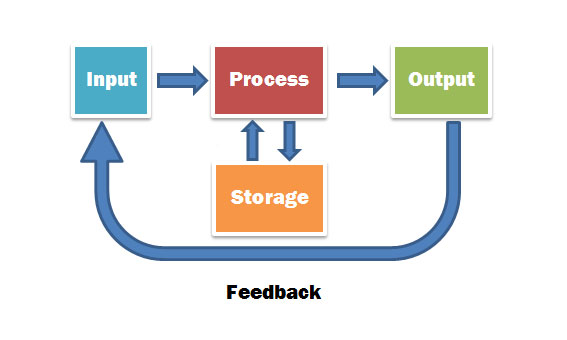 Input
Process
Output
Storage
Feedback